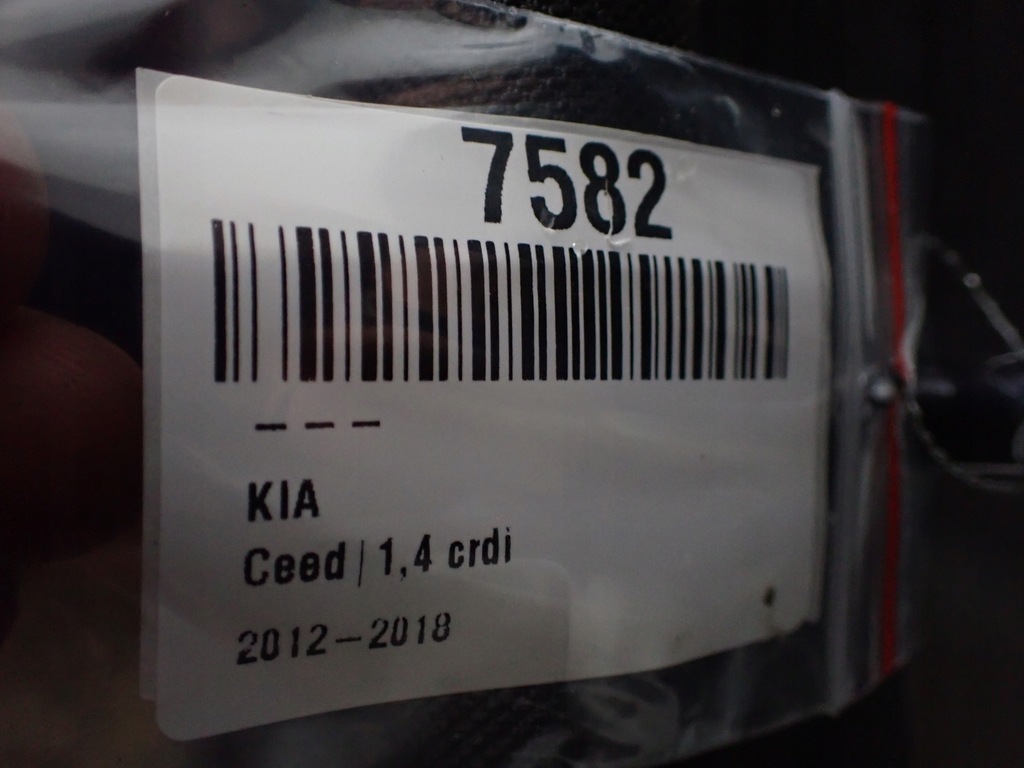 7582
– – –
KIA
Ceed | 1,4 crdi
2012–2018